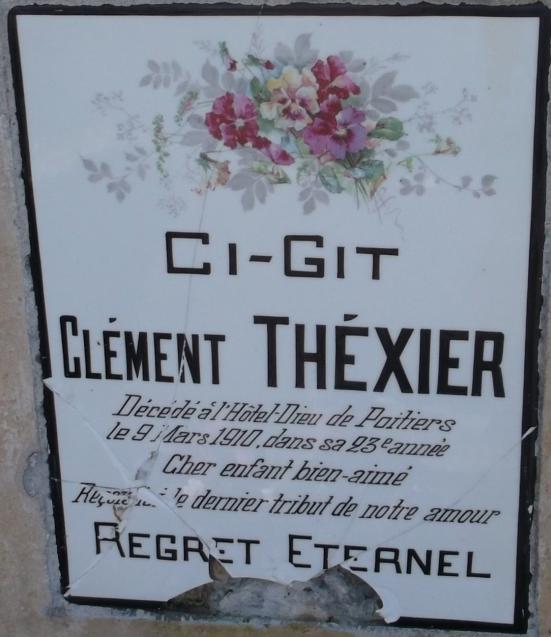 CI-GIT
CLÉMENT THÉXIER
Décédé à l'Hôtel-Dieu de Poitiers
le 9 Mars 1910, dans sa 23e année
Cher enfant bien-aimé
le dernier tribut de notre amour
REGRET ETERNEL